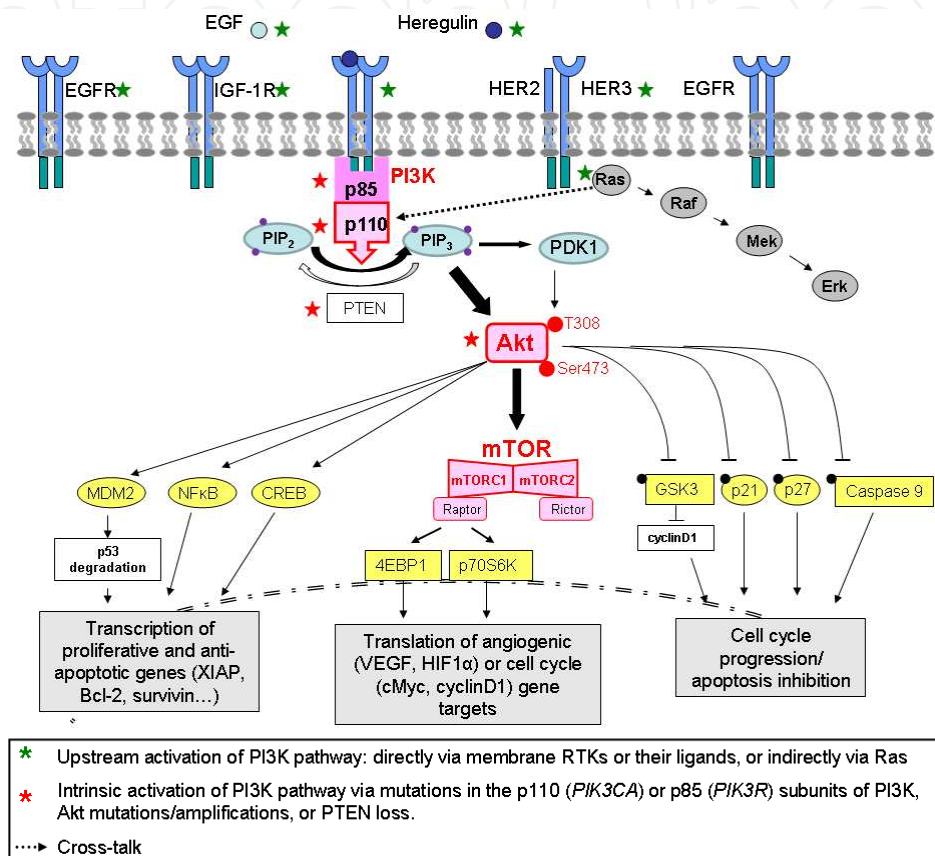 EGF
Heregulin
EGFR
IGF-1R
HER2
HER3
EGFR
PI3K
p85
p110
Ras
Raf
Mek
Erk
PIP2
PIP3
PDK1
PTEN
T308
Akt
Ser473
mTOR
mTORC1
mTORC2
Raptor
Rictor
MDM2
NFκB
CREB
GSK3
p21
p27
Caspase 9
p53
degradation
cyclinD1
4EBP1
p70S6K
Transcription of
proliferative and anti-
apoptotic genes (XIAP,
Bcl-2, survivin…)
Translation of angiogenic
(VEGF, HIF1α) or cell cycle
(cMyc, cyclinD1) gene
targets
Cell cycle
progression/
apoptosis inhibition
* Upstream activation of PI3K pathway: directly via membrane RTKs or their ligands, or indirectly via Ras
* Intrinsic activation of PI3K pathway via mutations in the p110 (PIK3CA) or p85 (PIK3R) subunits of PI3K,
Akt mutations/amplifications, or PTEN loss.
Cross-talk